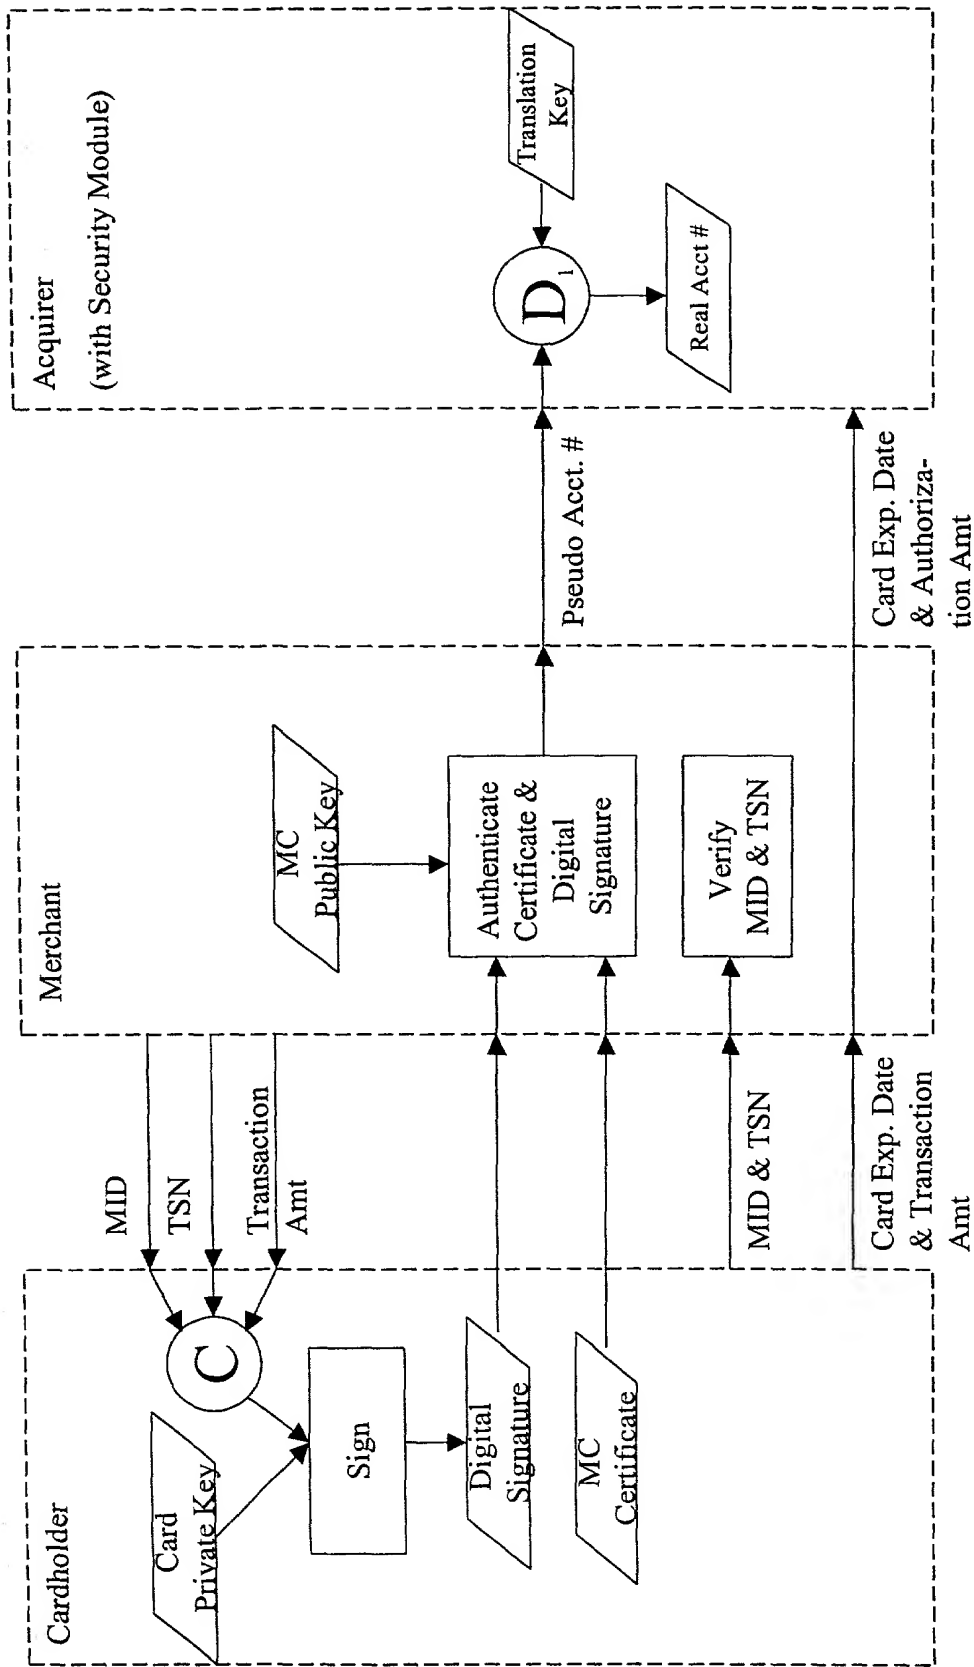 Cardholder
Card
Private Key
C
Sign
Digital
Signature
MC
Certificate
MID
TSN
Transaction
Amt
MID & TSN
Card Exp. Date
& Transaction
Amt
Merchant
MC
Public Key
Authenticate
Certificate &
Digital
Signature
Verify
MID & TSN
Pseudo Acct. #
Card Exp. Date
& Authoriza-
tion Amt
Acquirer
(with Security Module)
Translation
Key
D1
Real Acct #